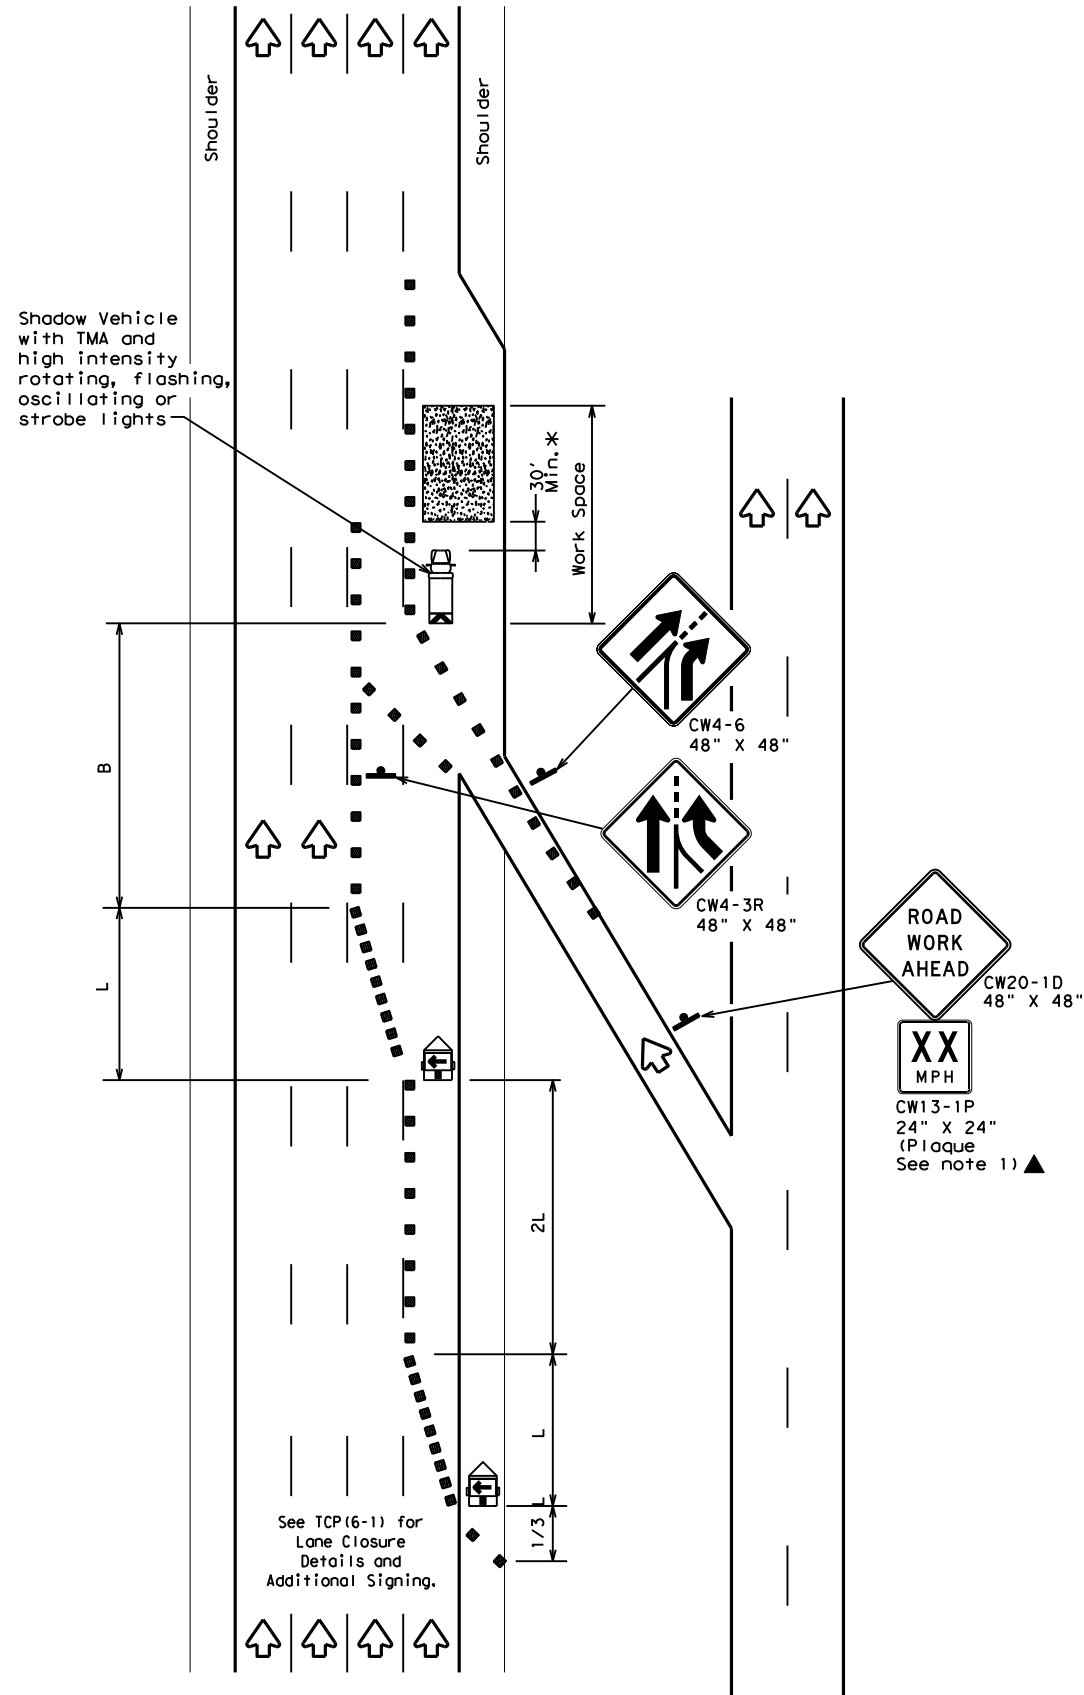 Shoulder
Shoulder
Shadow Vehicle
with TMA and
high intensity
rotating, flashing,
oscillating or
strobe lights
30'
Min.*
Work Space
CW4-6
48" X 48"
B
CW4-3R
48" X 48"
ROAD
WORK
AHEAD
CW20-1D
48" X 48"
L
XX
MPH
CW13-1P
24" X 24"
(Plaque
See note 1)▲
2L
L
1/3 L
See TCP(6-1) for
Lane Closure
Details and
Additional Signing.